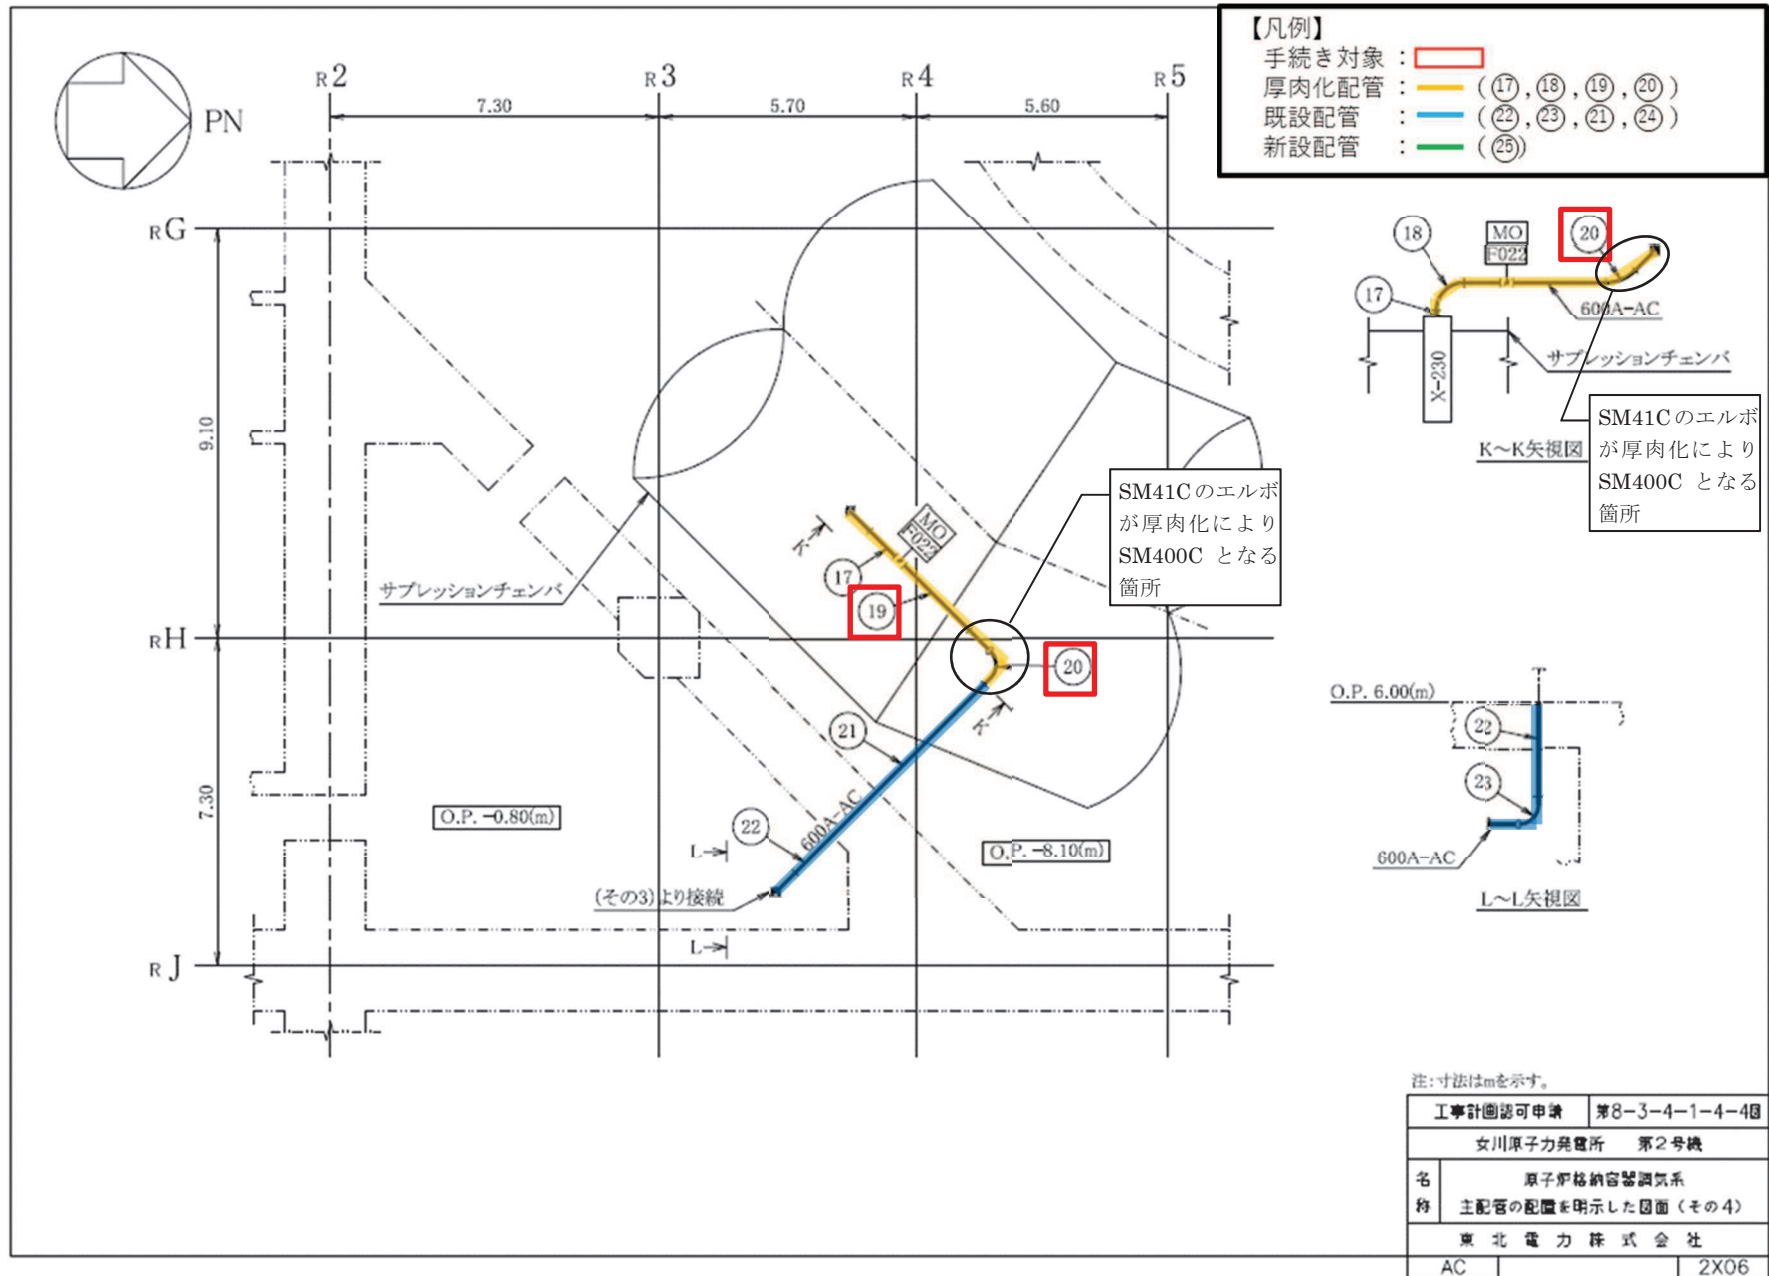 【凡例】
手続き対象 :
厚肉化配管 : (⑰,⑱,⑲,⑳)
既設配管 : (㉒,㉓,㉑,㉔)
新設配管 : (㉕)
PN
R2
R3
R4
R5
7.30
5.70
5.60
RG
RH
RJ
9.10
7.30
サプレッションチェンバ
K
MO
F022
17
19
20
K
21
22
600A-AC
O.P. -0.80(m)
O.P. -8.10(m)
L
L
(その3)より接続
SM41Cのエルボ
が厚肉化により
SM400C となる
箇所
18
MO
F022
20
17
600A-AC
X-230
サプレッションチェンバ
K~K矢視図
SM41Cのエルボ
が厚肉化により
SM400C となる
箇所
O.P. 6.00(m)
22
23
600A-AC
L~L矢視図
注:寸法はmを示す。
工事計画認可申請 第8-3-4-1-4-4図
女川原子力発電所 第2号機
名称
原子炉格納容器調気系
主配管の配置を明示した図面(その4)
東北電力株式会社
AC 2X06